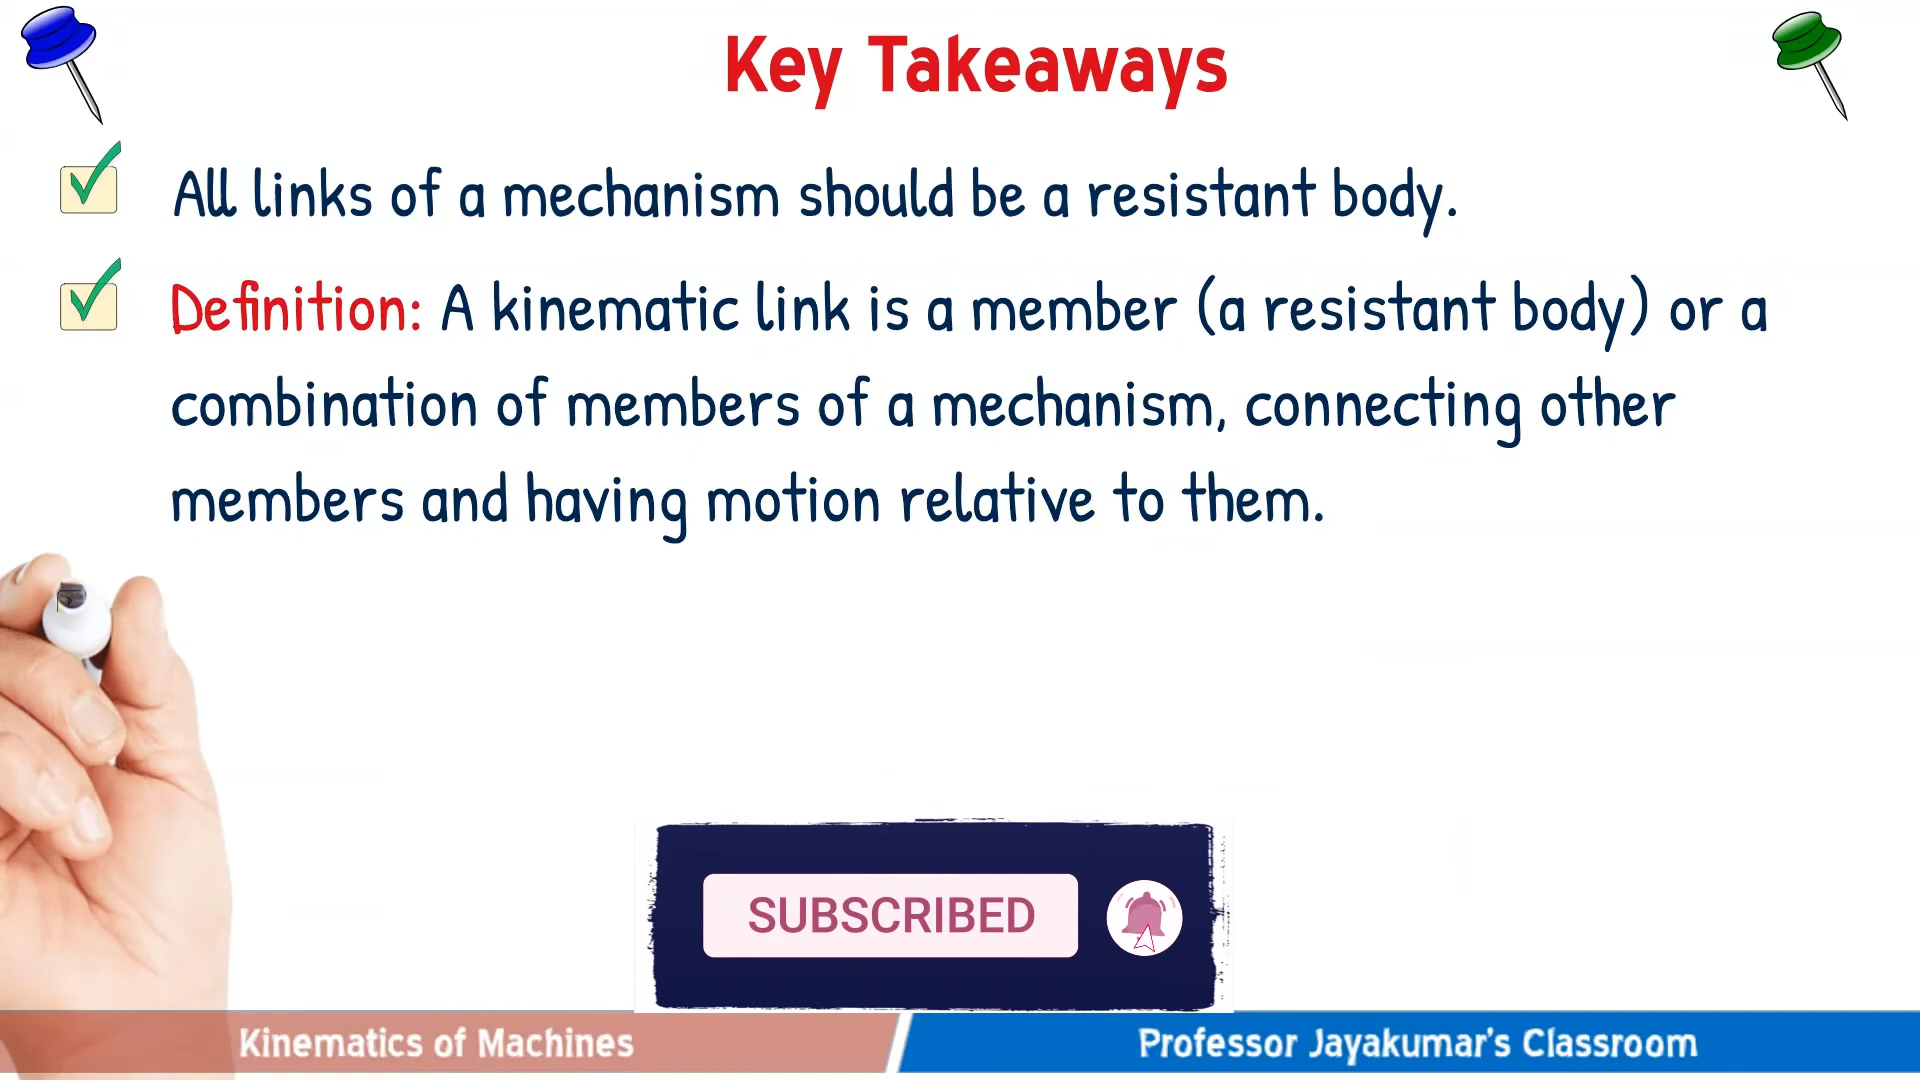 Key Takeaways
All links of a mechanism should be a resistant body.
Definition: A kinematic link is a member (a resistant body) or a
combination of members of a mechanism, connecting other
members and having motion relative to them.
SUBSCRIBED
Kinematics of Machines
Professor Jayakumar's Classroom